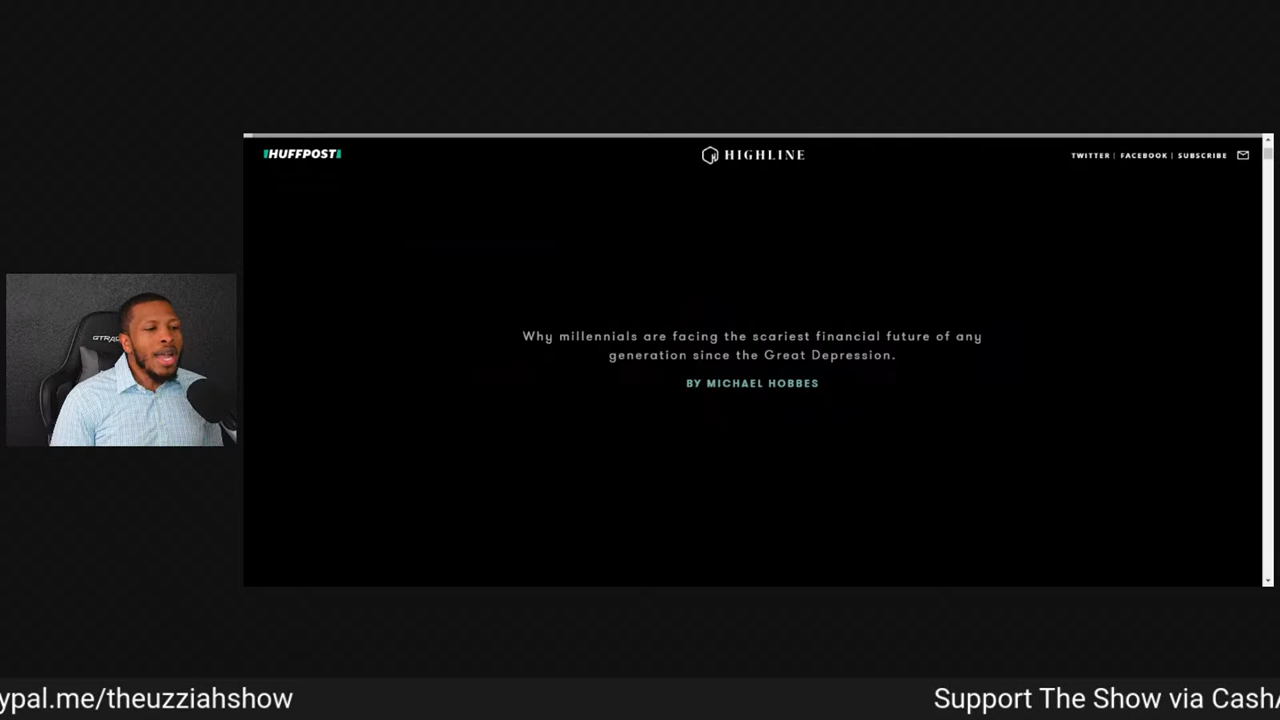 HUFFPOST
HIGHLINE
TWITTER | FACEBOOK | SUBSCRIBE
Why millennials are facing the scariest financial future of any
generation since the Great Depression.
BY MICHAEL HOBBES
ypal.me/theuzziahshow
Support The Show via Cash